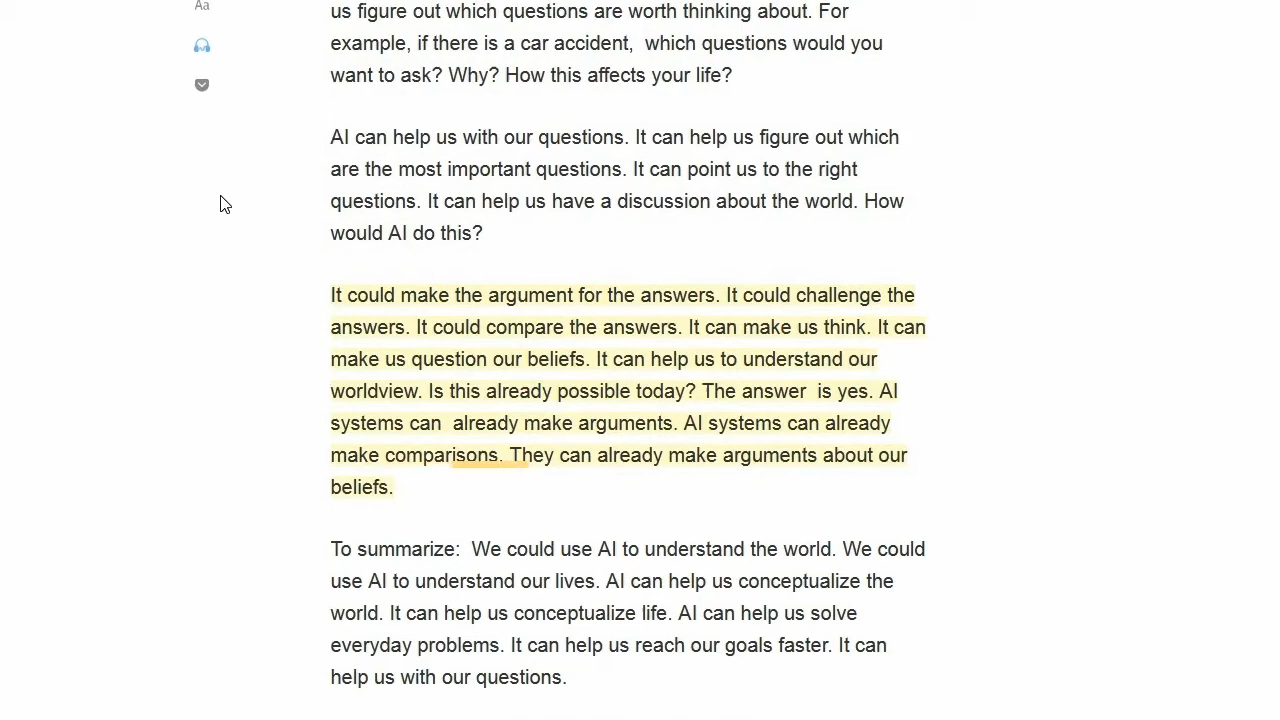 Aa
us figure out which questions are worth thinking about. For
example, if there is a car accident,  which questions would you
want to ask? Why? How this affects your life?
AI can help us with our questions. It can help us figure out which
are the most important questions. It can point us to the right
questions. It can help us have a discussion about the world. How
would AI do this?
It could make the argument for the answers. It could challenge the
answers. It could compare the answers. It can make us think. It can
make us question our beliefs. It can help us to understand our
worldview. Is this already possible today? The answer  is yes. AI
systems can  already make arguments. AI systems can already
make comparisons. They can already make arguments about our
beliefs.
To summarize:  We could use AI to understand the world. We could
use AI to understand our lives. AI can help us conceptualize the
world. It can help us conceptualize life. AI can help us solve
everyday problems. It can help us reach our goals faster. It can
help us with our questions.